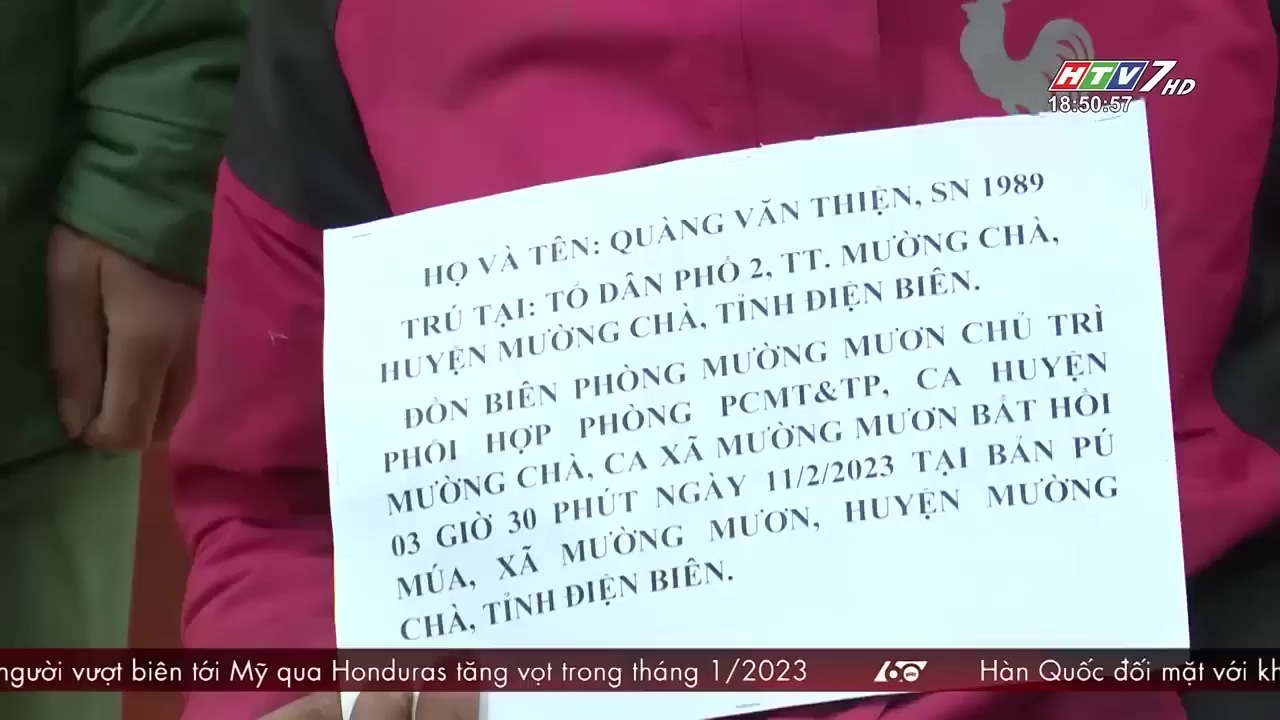 HTV7 HD
18:50:57
HỌ VÀ TÊN: QUÀNG VĂN THIỆN, SN 1989
TRÚ TẠI: TỔ DÂN PHỐ 2, TT. MƯỜNG CHÀ,
HUYỆN MƯỜNG CHÀ, TỈNH ĐIỆN BIÊN.
ĐỒN BIÊN PHÒNG MƯỜNG MƯƠN CHỦ TRÌ
PHỐI HỢP PHÒNG PCMT&TP, CA HUYỆN
MƯỜNG CHÀ, CA XÃ MƯỜNG MƯƠN BẮT HỒI
03 GIỜ 30 PHÚT NGÀY 11/2/2023 TẠI BẢN PÚ
MÚA, XÃ MƯỜNG MƯƠN, HUYỆN MƯỜNG
CHÀ, TỈNH ĐIỆN BIÊN.
người vượt biên tới Mỹ qua Honduras tăng vọt trong tháng 1/2023 60 Hàn Quốc đối mặt với kh